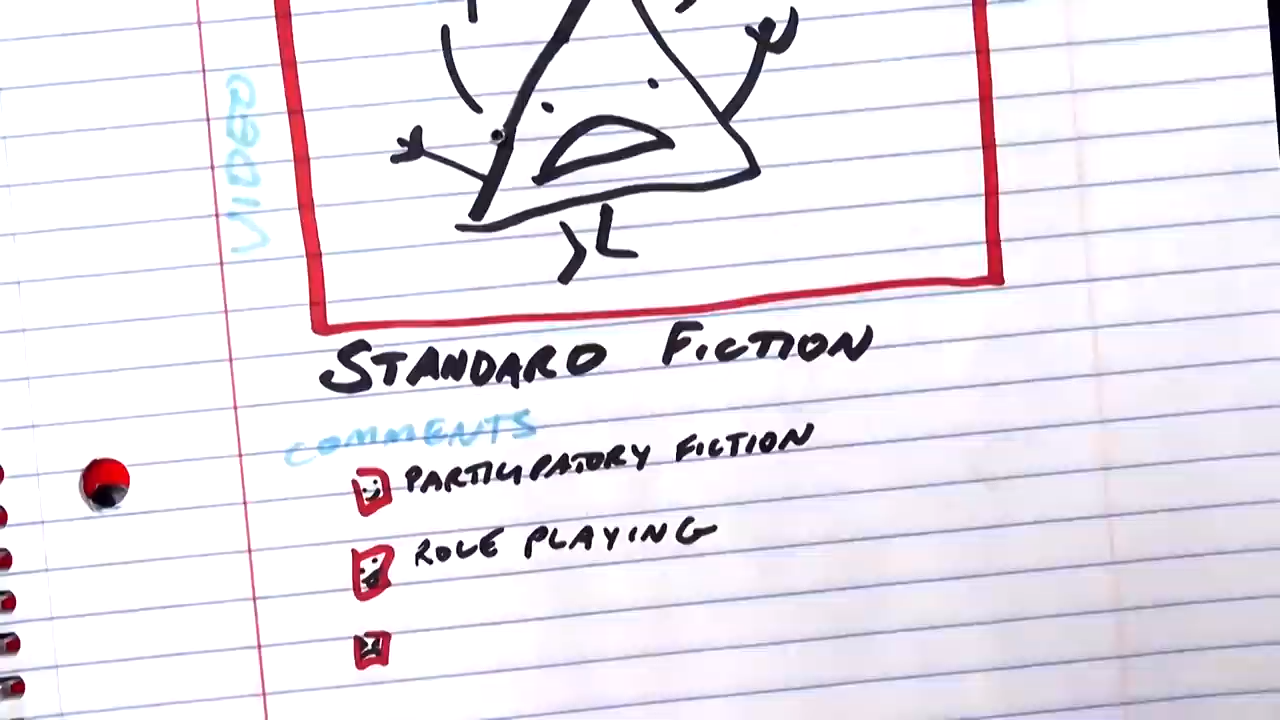 VIDEO
STANDARD FICTION
COMMENTS
PARTICIPATORY FICTION
ROLE PLAYING